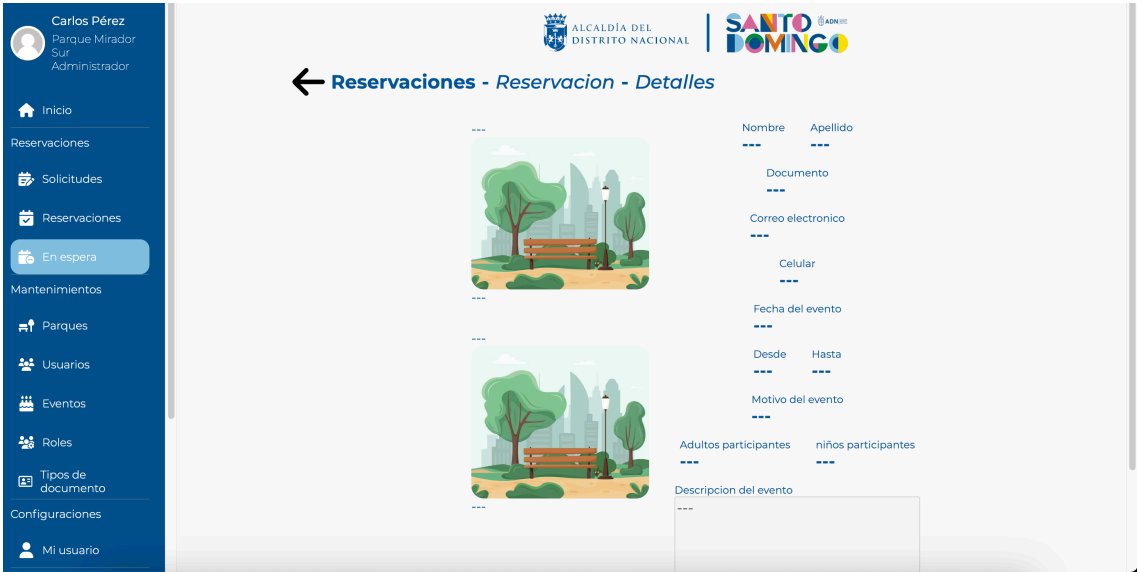 Carlos Pérez
Parque Mirador
Sur
Administrador
Inicio
Reservaciones
Solicitudes
Reservaciones
En espera
Mantenimientos
Parques
Usuarios
Eventos
Roles
Tipos de
documento
Configuraciones
Mi usuario
ALCALDÍA DEL
DISTRITO NACIONAL
SANTO
DOMINGO
ADN
Reservaciones - Reservacion - Detalles
---
---
---
---
Nombre Apellido
--- ---
Documento
---
Correo electronico
---
Celular
---
Fecha del evento
---
Desde Hasta
--- ---
Motivo del evento
---
Adultos participantes niños participantes
--- ---
Descripcion del evento
---